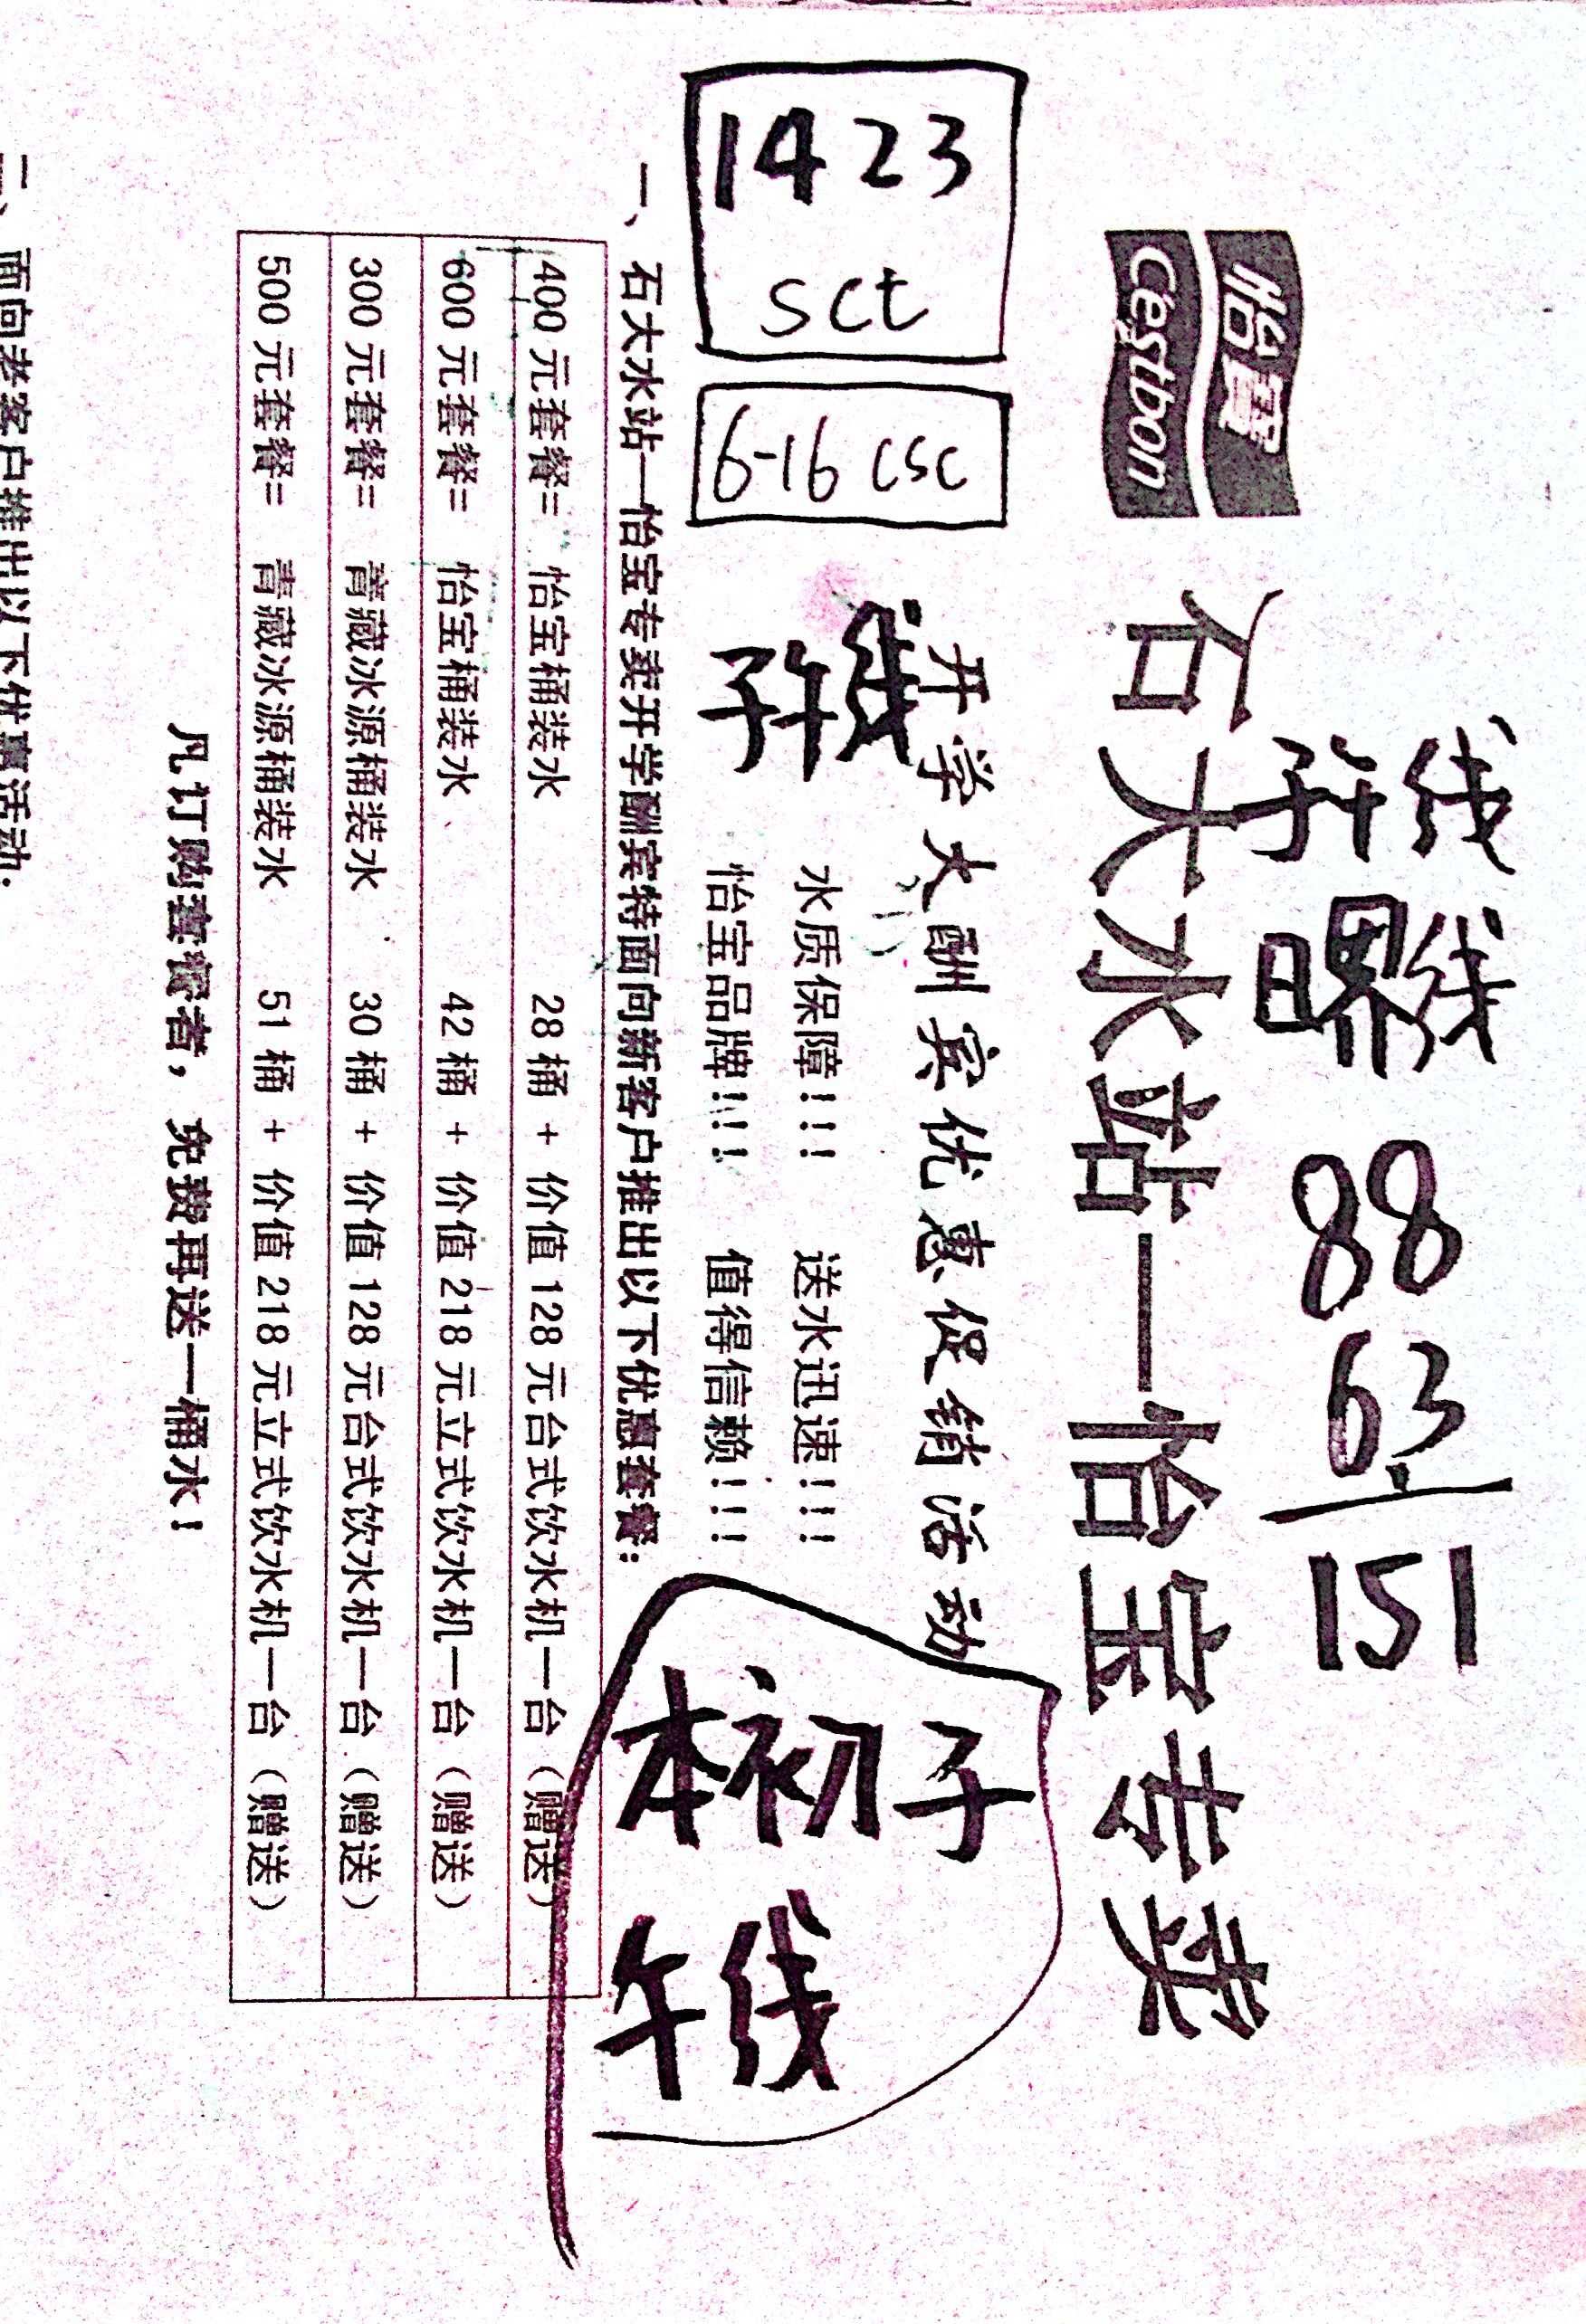 怡寶
C'estbon
石大水站—怡宝专卖
开学大酬宾优惠促销活动
水质保障!!! 送水迅速!!!
怡宝品牌!!! 值得信赖!!!
一、石大水站—怡宝专卖开学酬宾特面向新客户推出以下优惠套餐:
400 元套餐= 怡宝桶装水 28 桶 + 价值 128 元台式饮水机一台 (赠送)
600 元套餐= 怡宝桶装水 42 桶 + 价值 218 元立式饮水机一台 (赠送)
300 元套餐= 青藏冰源桶装水 30 桶 + 价值 128 元台式饮水机一台 (赠送)
500 元套餐= 青藏冰源桶装水 51 桶 + 价值 218 元立式饮水机一台 (赠送)
凡订购套餐者, 免费再送一桶水!
二、面向老客户推出以下优惠活动:
1423
sct
6-16 csc
子午线
子午线
日界线
88
63
151
本初子
午线